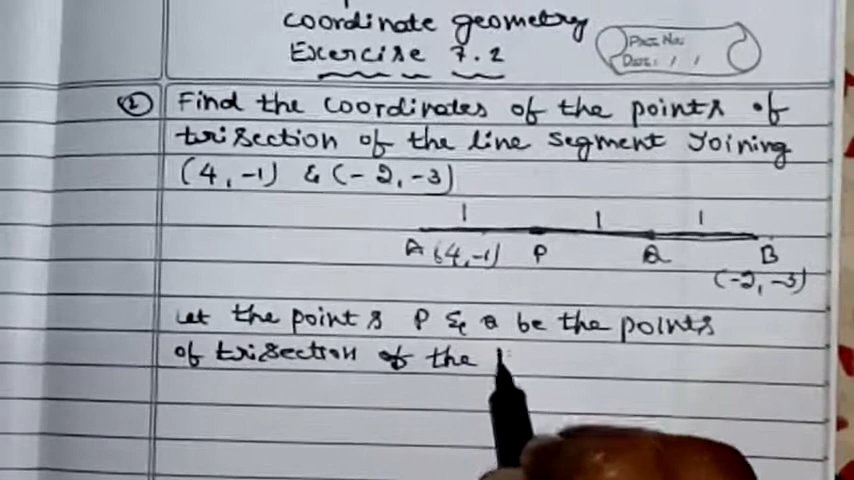 Coordinate geometry
Exercise 7.2
Page No.
Date: / /
② Find the coordinates of the points of
trisection of the line segment Joining
(4, -1) & (-2, -3)
1 1 1
A (4, -1) P Q B
(-2, -3)
Let the points P & Q be the points
of trisection of the